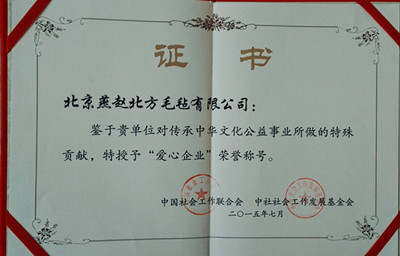 证书
北京燕赵北方毛毡有限公司：
鉴于贵单位对传承中华文化公益事业所做的特殊
贡献，特授予“爱心企业”荣誉称号。
中国社会工作联合会 中社社会工作发展基金会
二〇一五年七月